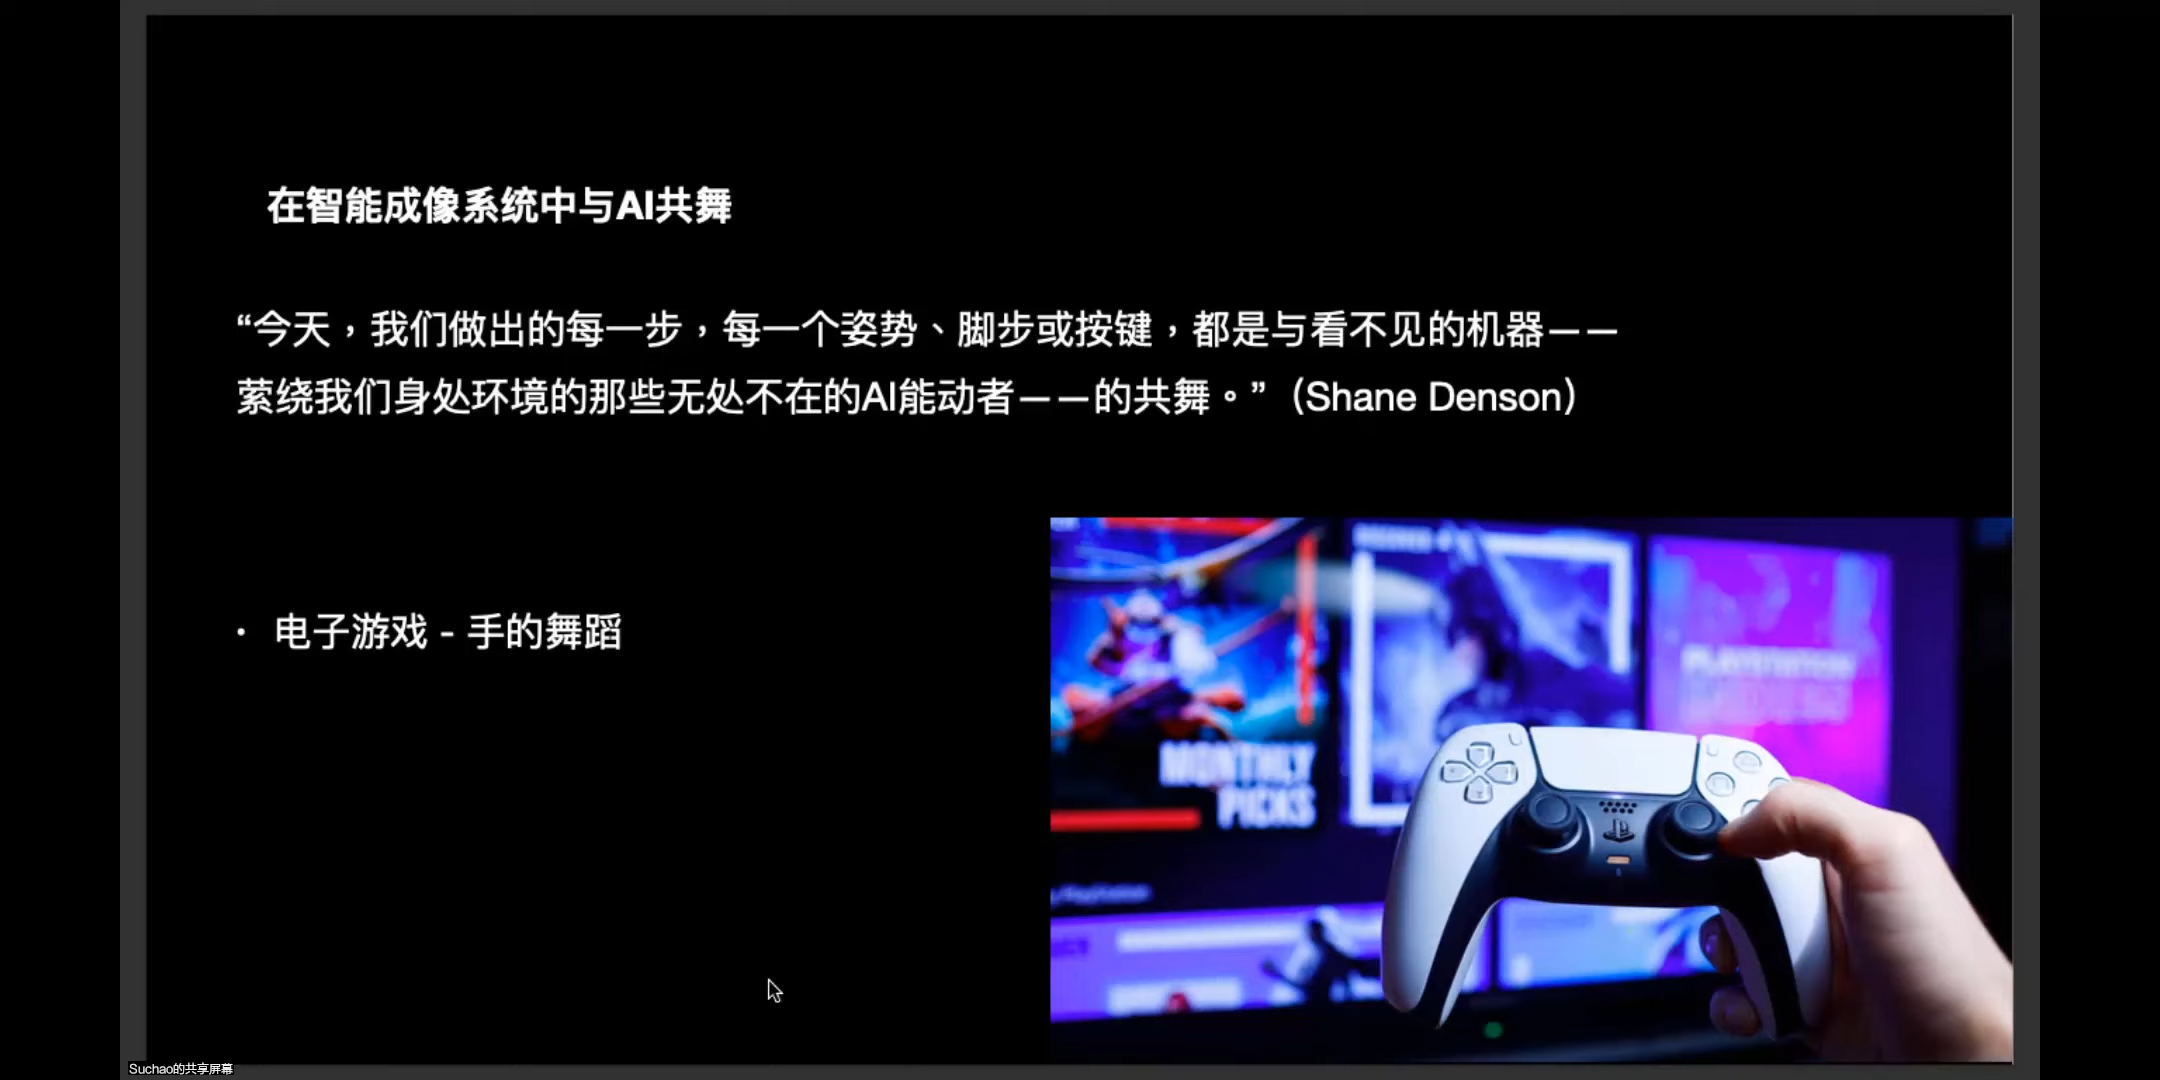 在智能成像系统中与AI共舞
“今天，我们做出的每一步，每一个姿势、脚步或按键，都是与看不见的机器——
萦绕我们身处环境的那些无处不在的AI能动者——的共舞。”（Shane Denson）
• 电子游戏 - 手的舞蹈
MONTHLY
PICKS
PLAYSTATION
Suchao的共享屏幕